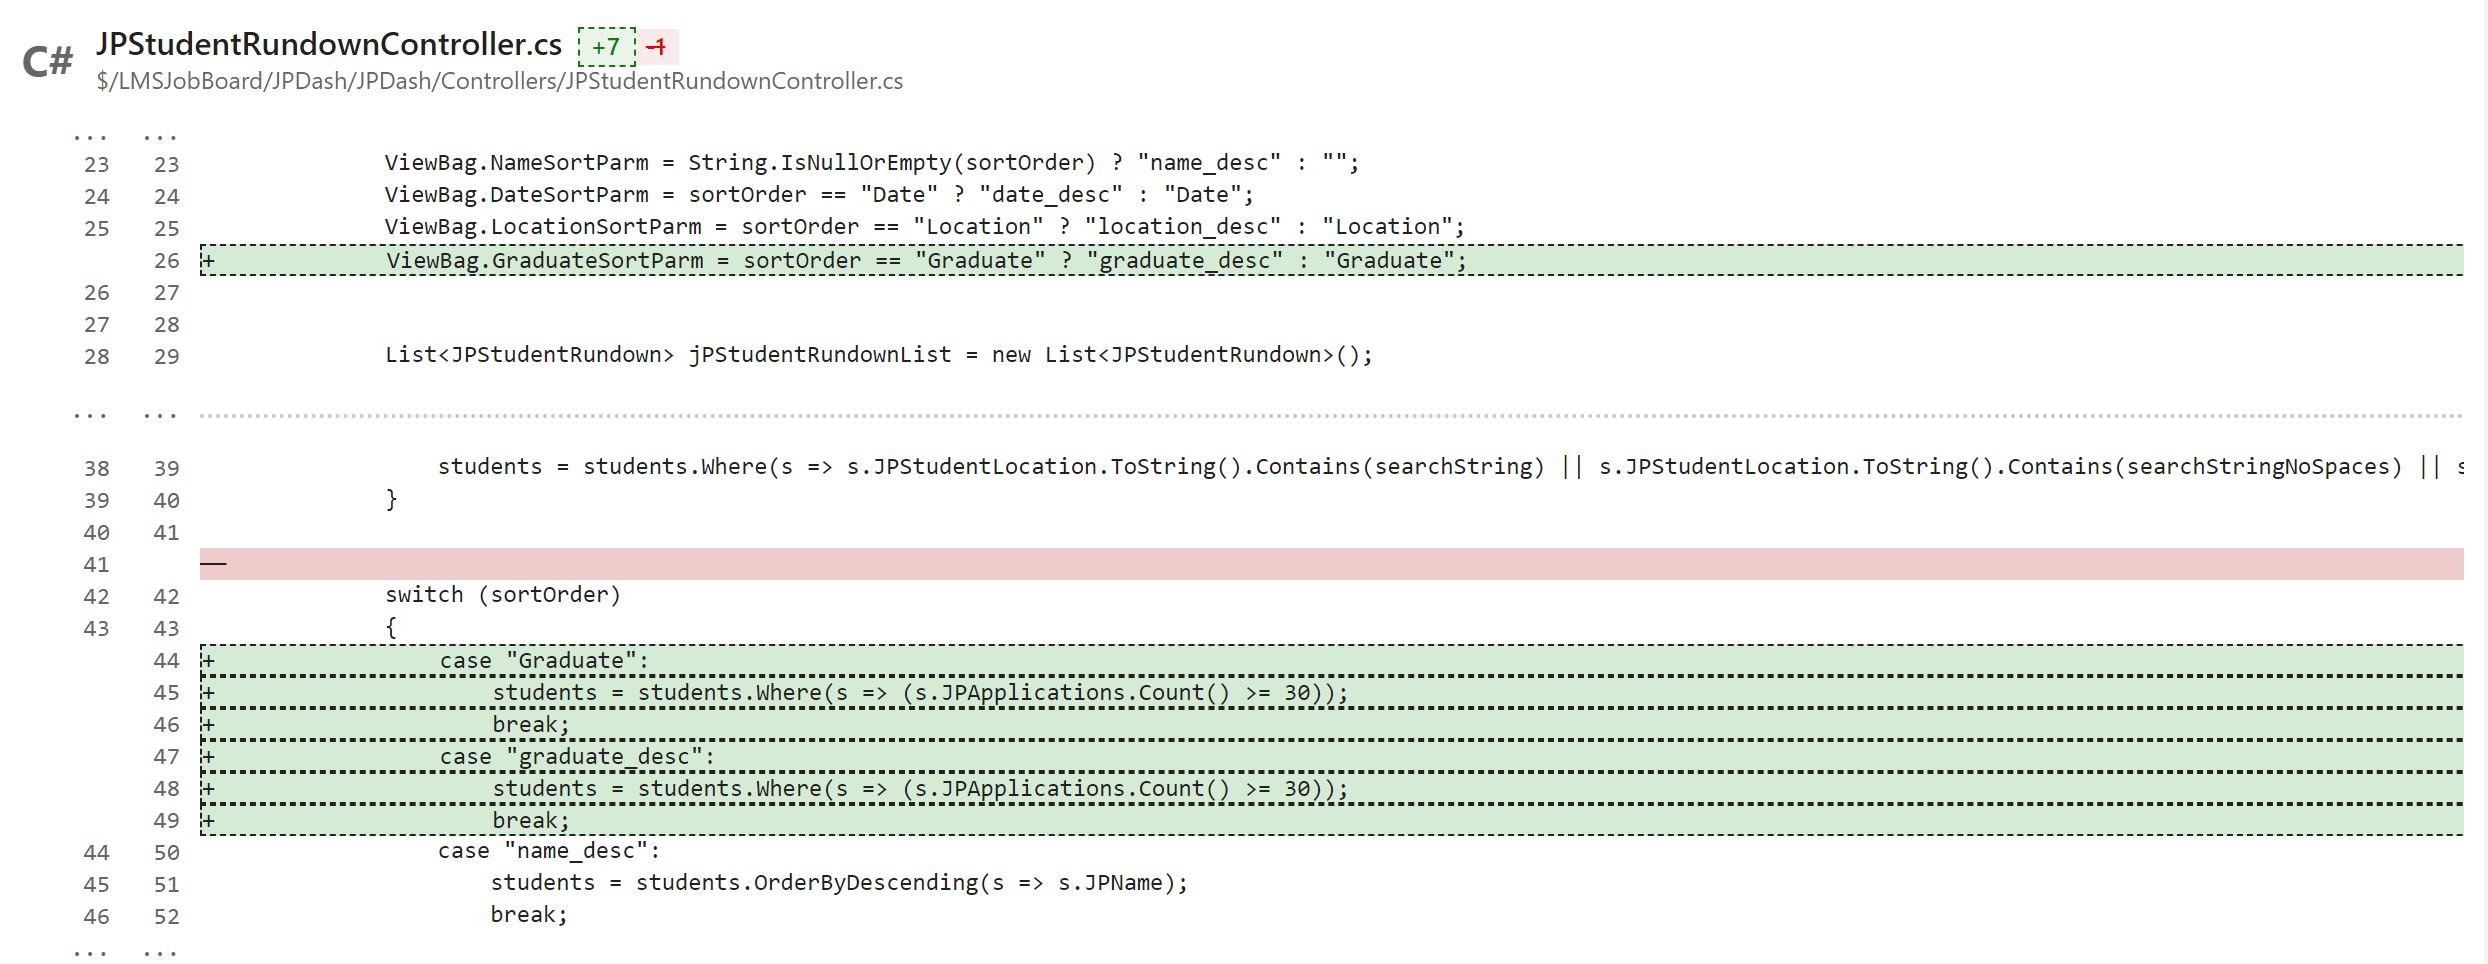 C#
JPStudentRundownController.cs +7 -1
$/LMSJobBoard/JPDash/JPDash/Controllers/JPStudentRundownController.cs
... ...
23 23 ViewBag.NameSortParm = String.IsNullOrEmpty(sortOrder) ? "name_desc" : "";
24 24 ViewBag.DateSortParm = sortOrder == "Date" ? "date_desc" : "Date";
25 25 ViewBag.LocationSortParm = sortOrder == "Location" ? "location_desc" : "Location";
26 + ViewBag.GraduateSortParm = sortOrder == "Graduate" ? "graduate_desc" : "Graduate";
26 27
27 28
28 29 List<JPStudentRundown> jPStudentRundownList = new List<JPStudentRundown>();
... ...
38 39 students = students.Where(s => s.JPStudentLocation.ToString().Contains(searchString) || s.JPStudentLocation.ToString().Contains(searchStringNoSpaces) || s
39 40 }
40 41
41 —
42 42 switch (sortOrder)
43 43 {
44 + case "Graduate":
45 + students = students.Where(s => (s.JPApplications.Count() >= 30));
46 + break;
47 + case "graduate_desc":
48 + students = students.Where(s => (s.JPApplications.Count() >= 30));
49 + break;
44 50 case "name_desc":
45 51 students = students.OrderByDescending(s => s.JPName);
46 52 break;
... ...